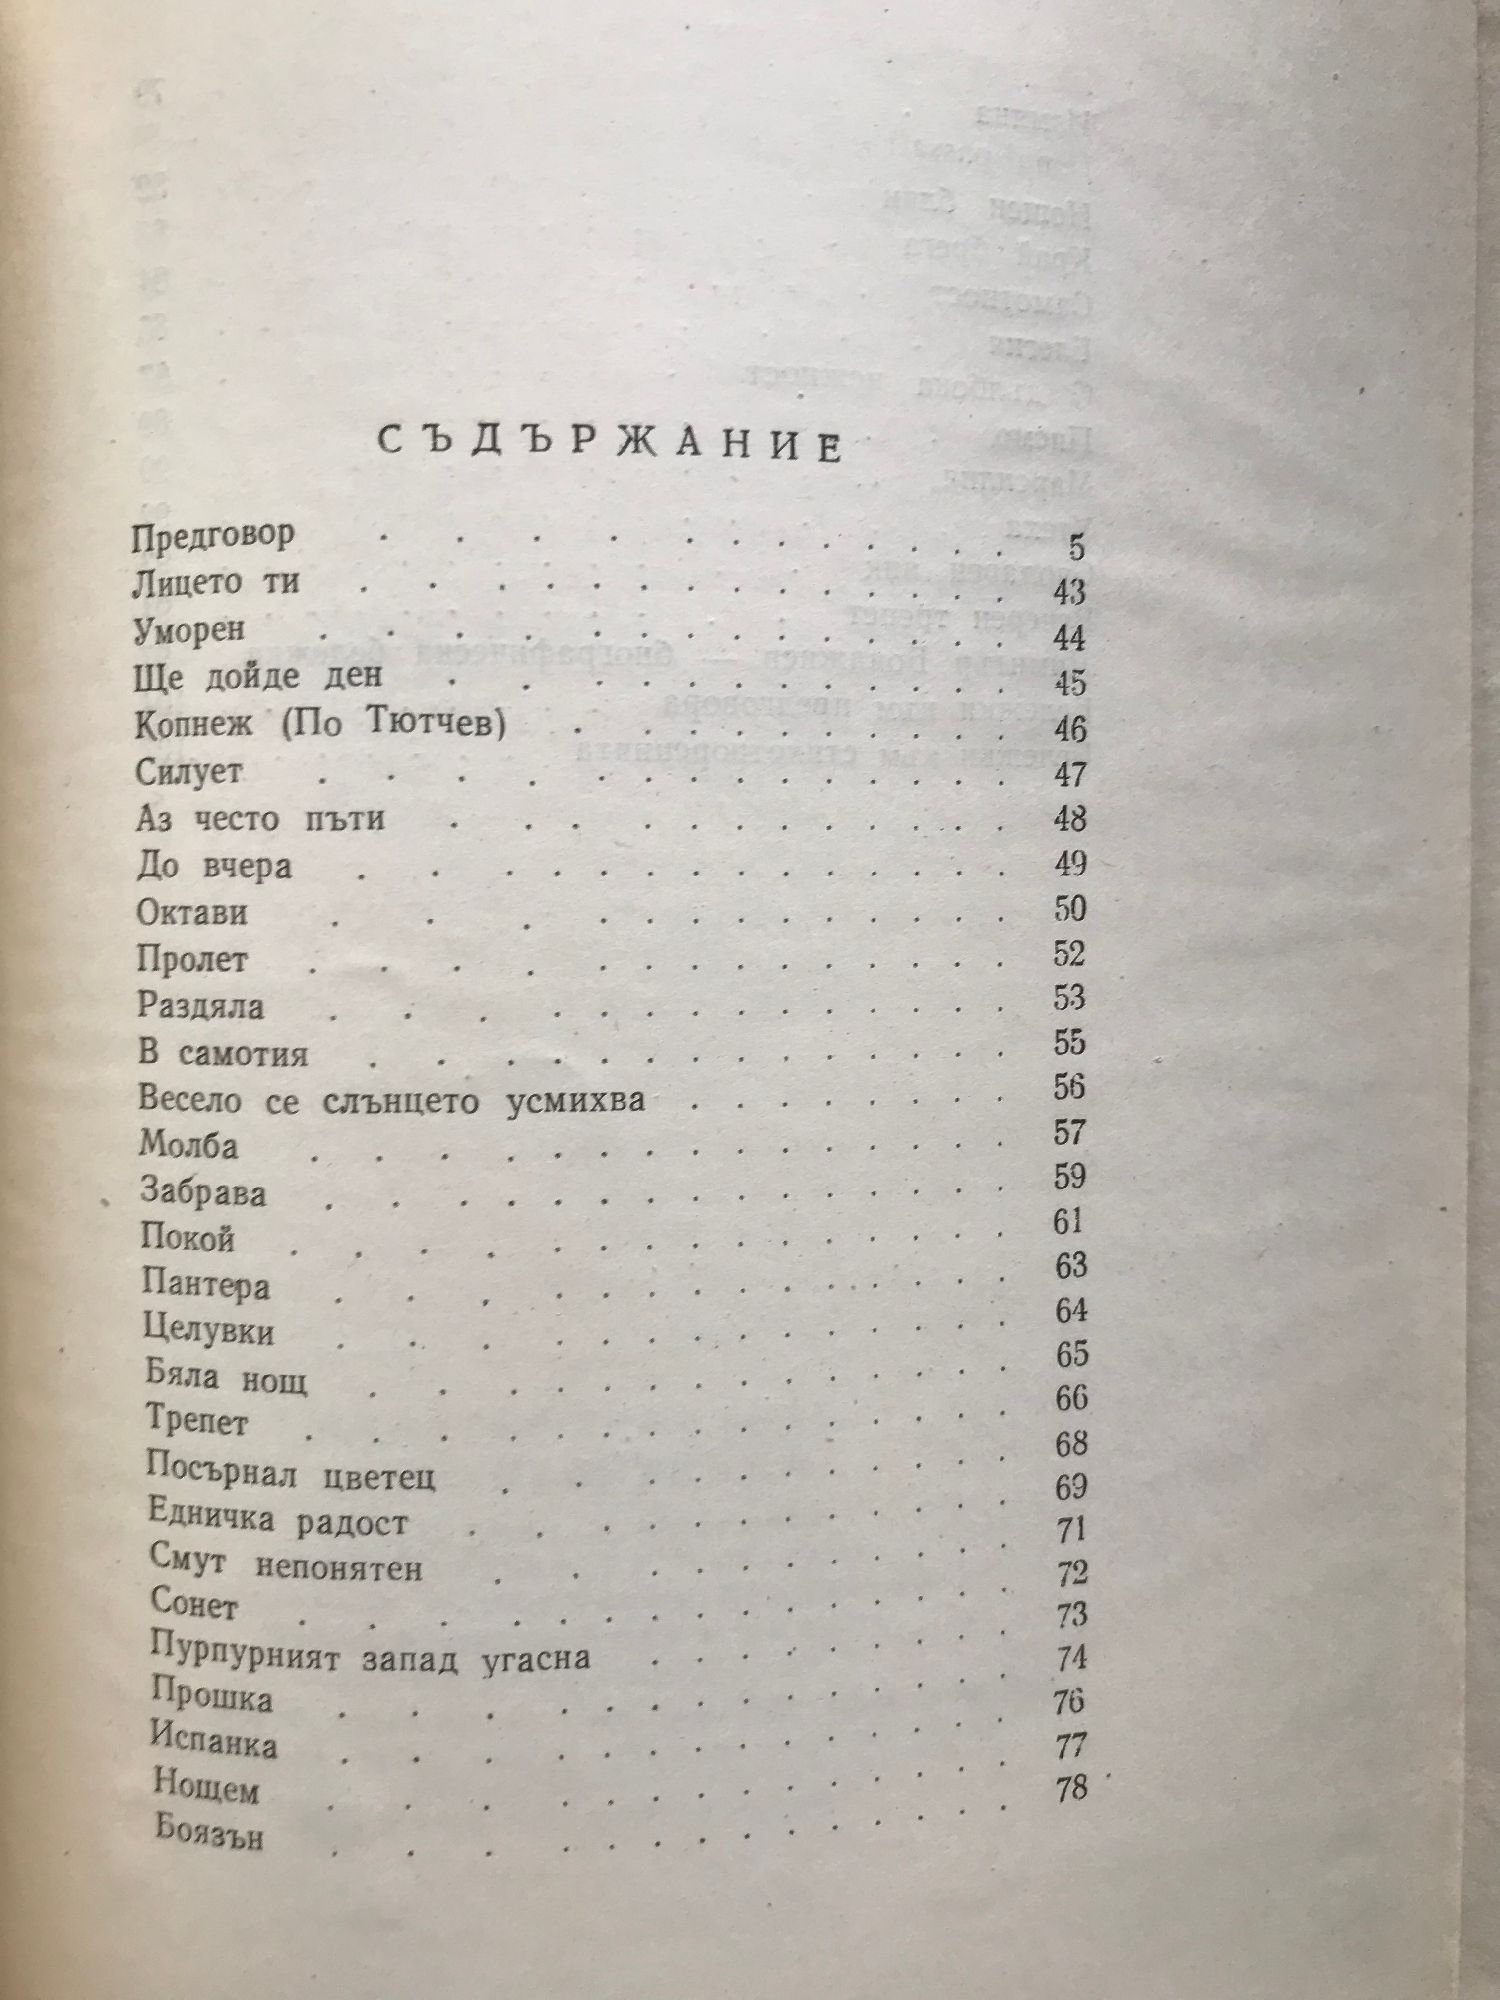 СЪДЪРЖАНИЕ
Предговор . . . . . . . . . . . 5
Лицето ти . . . . . . . . . . . 43
Уморен . . . . . . . . . . . . 44
Ще дойде ден . . . . . . . . . 45
Копнеж (По Тютчев) . . . . . . . 46
Силует . . . . . . . . . . . . 47
Аз често пъти . . . . . . . . . 48
До вчера . . . . . . . . . . . 49
Октави . . . . . . . . . . . . 50
Пролет . . . . . . . . . . . . 52
Раздяла . . . . . . . . . . . . 53
В самотия . . . . . . . . . . . 55
Весело се слънцето усмихва . . . . . . . . 56
Молба . . . . . . . . . . . . 57
Забрава . . . . . . . . . . . . 59
Покой . . . . . . . . . . . . 61
Пантера . . . . . . . . . . . . 63
Целувки . . . . . . . . . . . . 64
Бяла нощ . . . . . . . . . . . 65
Трепет . . . . . . . . . . . . 66
Посърнал цветец . . . . . . . . . 68
Едничка радост . . . . . . . . . 69
Смут непонятен . . . . . . . . . 71
Сонет . . . . . . . . . . . . 72
Пурпурният запад угасна . . . . . . . . 73
Прошка . . . . . . . . . . . . 74
Испанка . . . . . . . . . . . . 76
Нощем . . . . . . . . . . . . 77
Боязън . . . . . . . . . . . . 78